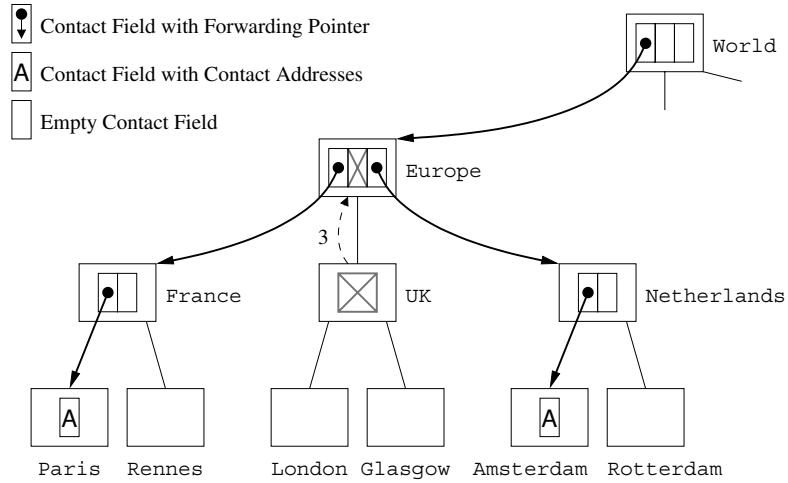 Contact Field with Forwarding Pointer
A Contact Field with Contact Addresses
Empty Contact Field
World
Europe
3
France
UK
Netherlands
A
A
Paris Rennes London Glasgow Amsterdam Rotterdam